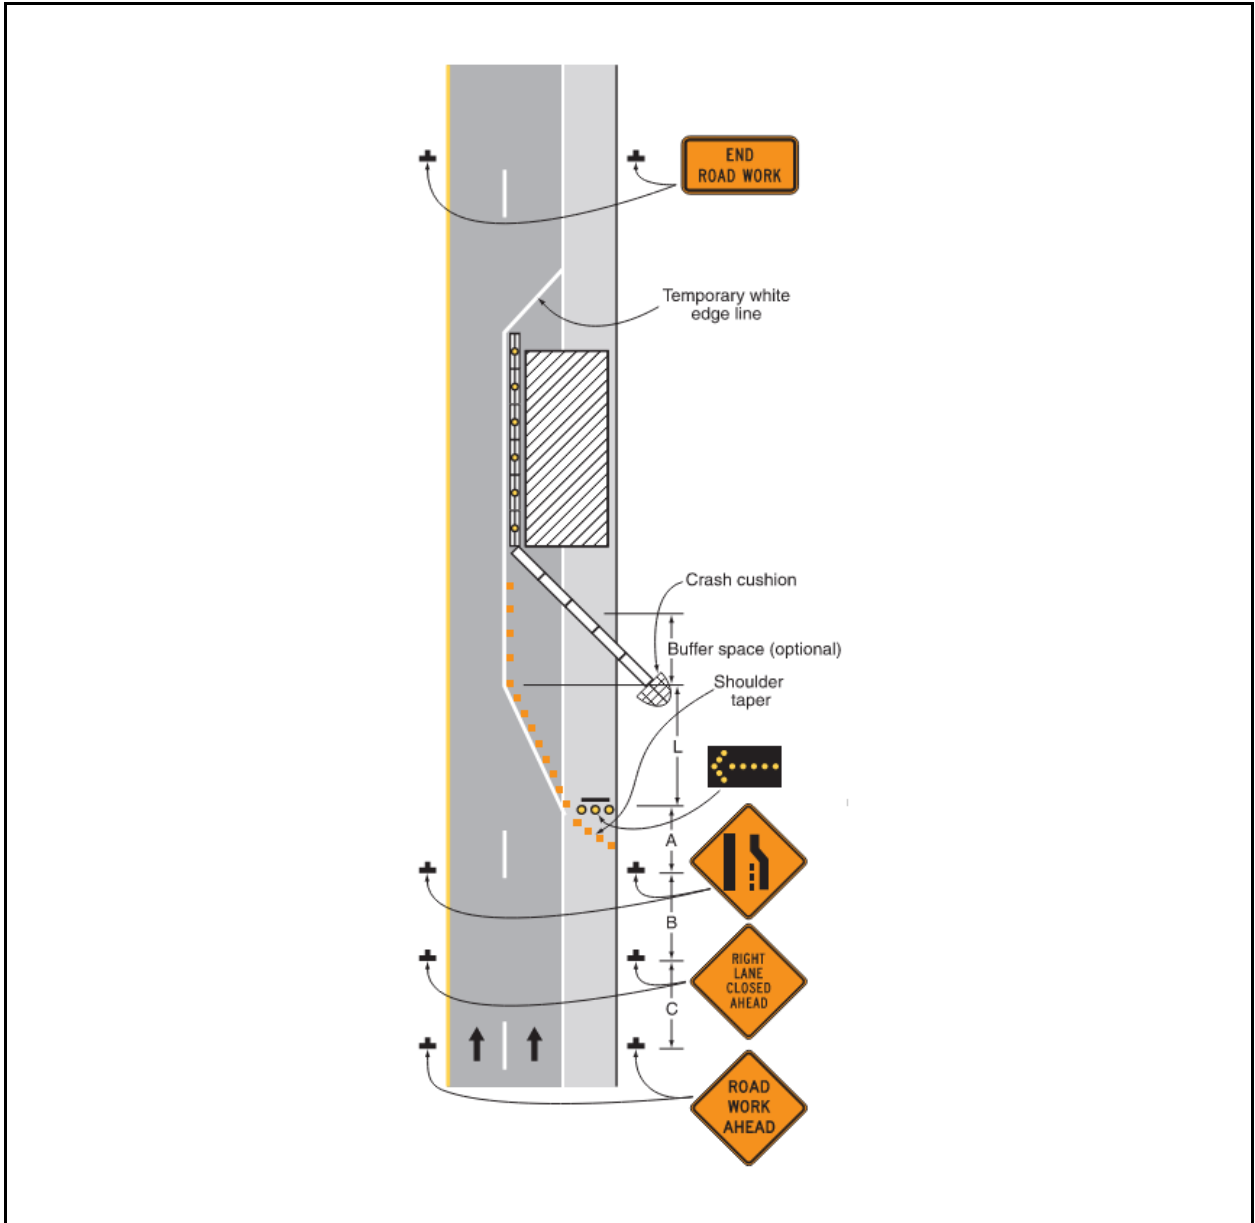 END
ROAD WORK
Temporary white
edge line
Crash cushion
Buffer space (optional)
Shoulder
taper
L
A
B
RIGHT
LANE
CLOSED
AHEAD
C
ROAD
WORK
AHEAD